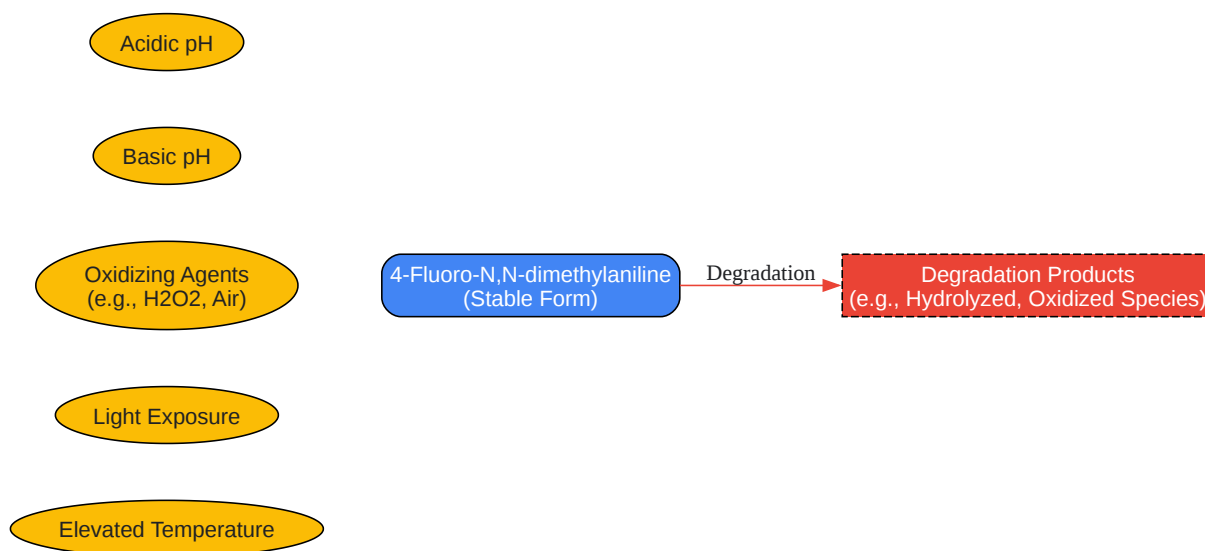 Acidic pH
Basic pH
Oxidizing Agents
(e.g., H2O2, Air)
Light Exposure
Elevated Temperature
4-Fluoro-N,N-dimethylaniline
(Stable Form)
Degradation
Degradation Products
(e.g., Hydrolyzed, Oxidized Species)